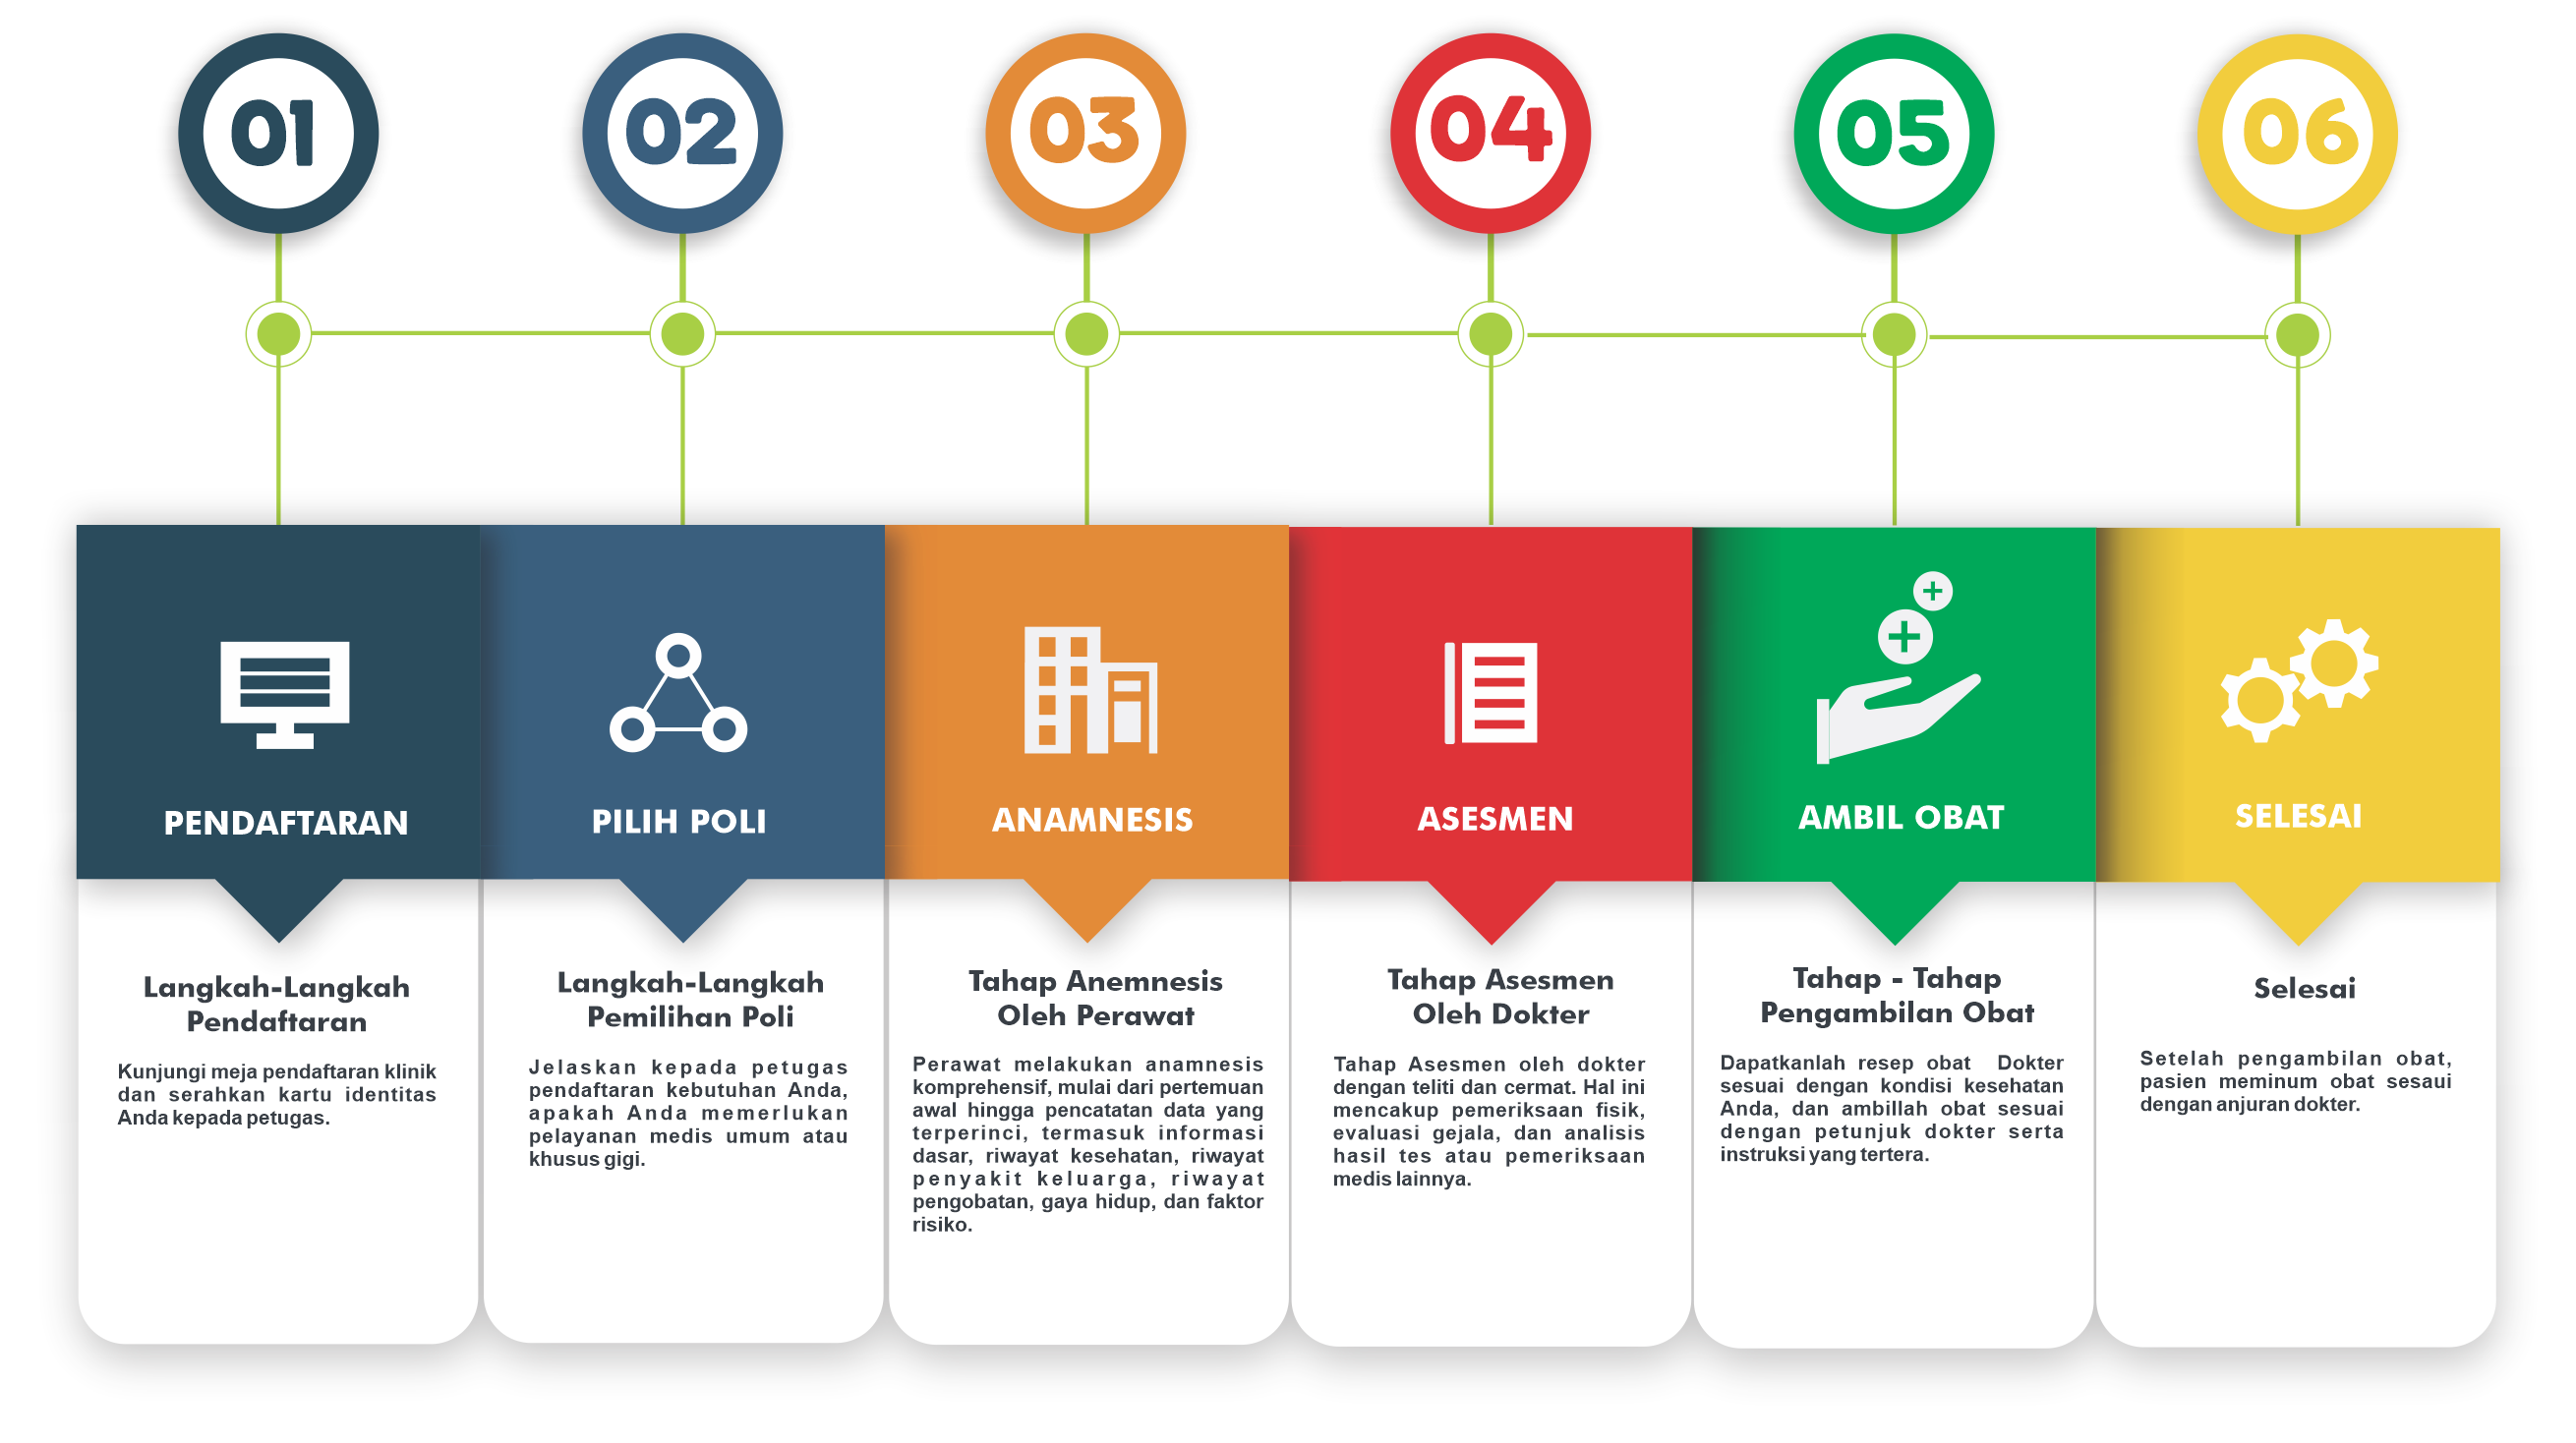 01
02
03
04
05
06
PENDAFTARAN
PILIH POLI
ANAMNESIS
ASESMEN
AMBIL OBAT
SELESAI
Langkah-Langkah
Pendaftaran
Kunjungi meja pendaftaran klinik
dan serahkan kartu identitas
Anda kepada petugas.
Langkah-Langkah
Pemilihan Poli
Jelaskan kepada petugas
pendaftaran kebutuhan Anda,
apakah Anda memerlukan
pelayanan medis umum atau
khusus gigi.
Tahap Anemnesis
Oleh Perawat
Perawat melakukan anamnesis
komprehensif, mulai dari pertemuan
awal hingga pencatatan data yang
terperinci, termasuk informasi
dasar, riwayat kesehatan, riwayat
penyakit keluarga, riwayat
pengobatan, gaya hidup, dan faktor
risiko.
Tahap Asesmen
Oleh Dokter
Tahap Asesmen oleh dokter
dengan teliti dan cermat. Hal ini
mencakup pemeriksaan fisik,
evaluasi gejala, dan analisis
hasil tes atau pemeriksaan
medis lainnya.
Tahap - Tahap
Pengambilan Obat
Dapatkanlah resep obat Dokter
sesuai dengan kondisi kesehatan
Anda, dan ambillah obat sesuai
dengan petunjuk dokter serta
instruksi yang tertera.
Selesai
Setelah pengambilan obat,
pasien meminum obat sesaui
dengan anjuran dokter.